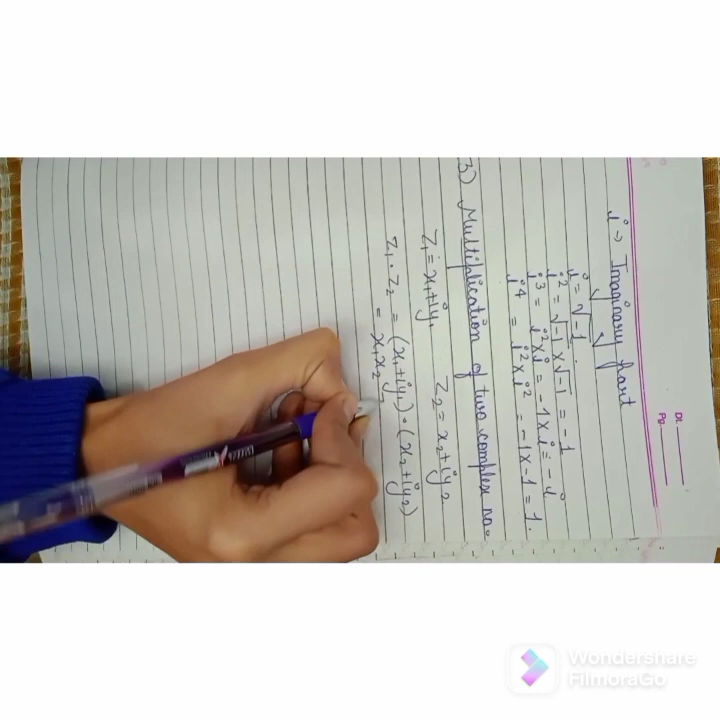 Dt.
Pg.
i → Imaginary part
i = √-1
i² = √-1 × √-1 = -1
i³ = i² × i = -1 × i = -i
i⁴ = i² × i² = -1 × -1 = 1.
3) Multiplication of two complex no.
z₁ = x₁ + iy₁ z₂ = x₂ + iy₂
z₁ · z₂ = (x₁ + iy₁) · (x₂ + iy₂)
= x₁x₂
Wondershare
FilmoraGo